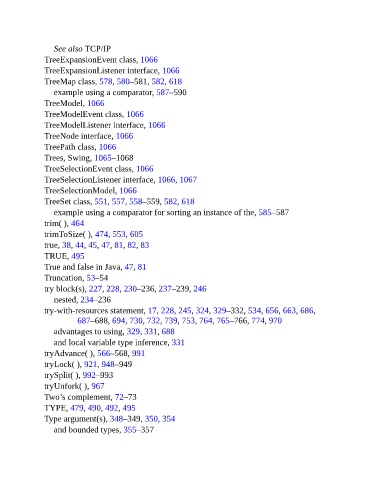 See also TCP/IP
TreeExpansionEvent class, 1066
TreeExpansionListener interface, 1066
TreeMap class, 578, 580–581, 582, 618
example using a comparator, 587–590
TreeModel, 1066
TreeModelEvent class, 1066
TreeModelListener interface, 1066
TreeNode interface, 1066
TreePath class, 1066
Trees, Swing, 1065–1068
TreeSelectionEvent class, 1066
TreeSelectionListener interface, 1066, 1067
TreeSelectionModel, 1066
TreeSet class, 551, 557, 558–559, 582, 618
example using a comparator for sorting an instance of the, 585–587
trim( ), 464
trimToSize( ), 474, 553, 605
true, 38, 44, 45, 47, 81, 82, 83
TRUE, 495
True and false in Java, 47, 81
Truncation, 53–54
try block(s), 227, 228, 230–236, 237–239, 246
nested, 234–236
try-with-resources statement, 17, 228, 245, 324, 329–332, 534, 656, 663, 686,
687–688, 694, 730, 732, 739, 753, 764, 765–766, 774, 970
advantages to using, 329, 331, 688
and local variable type inference, 331
tryAdvance( ), 566–568, 991
tryLock( ), 921, 948–949
trySplit( ), 992–993
tryUnfork( ), 967
Two’s complement, 72–73
TYPE, 479, 490, 492, 495
Type argument(s), 348–349, 350, 354
and bounded types, 355–357